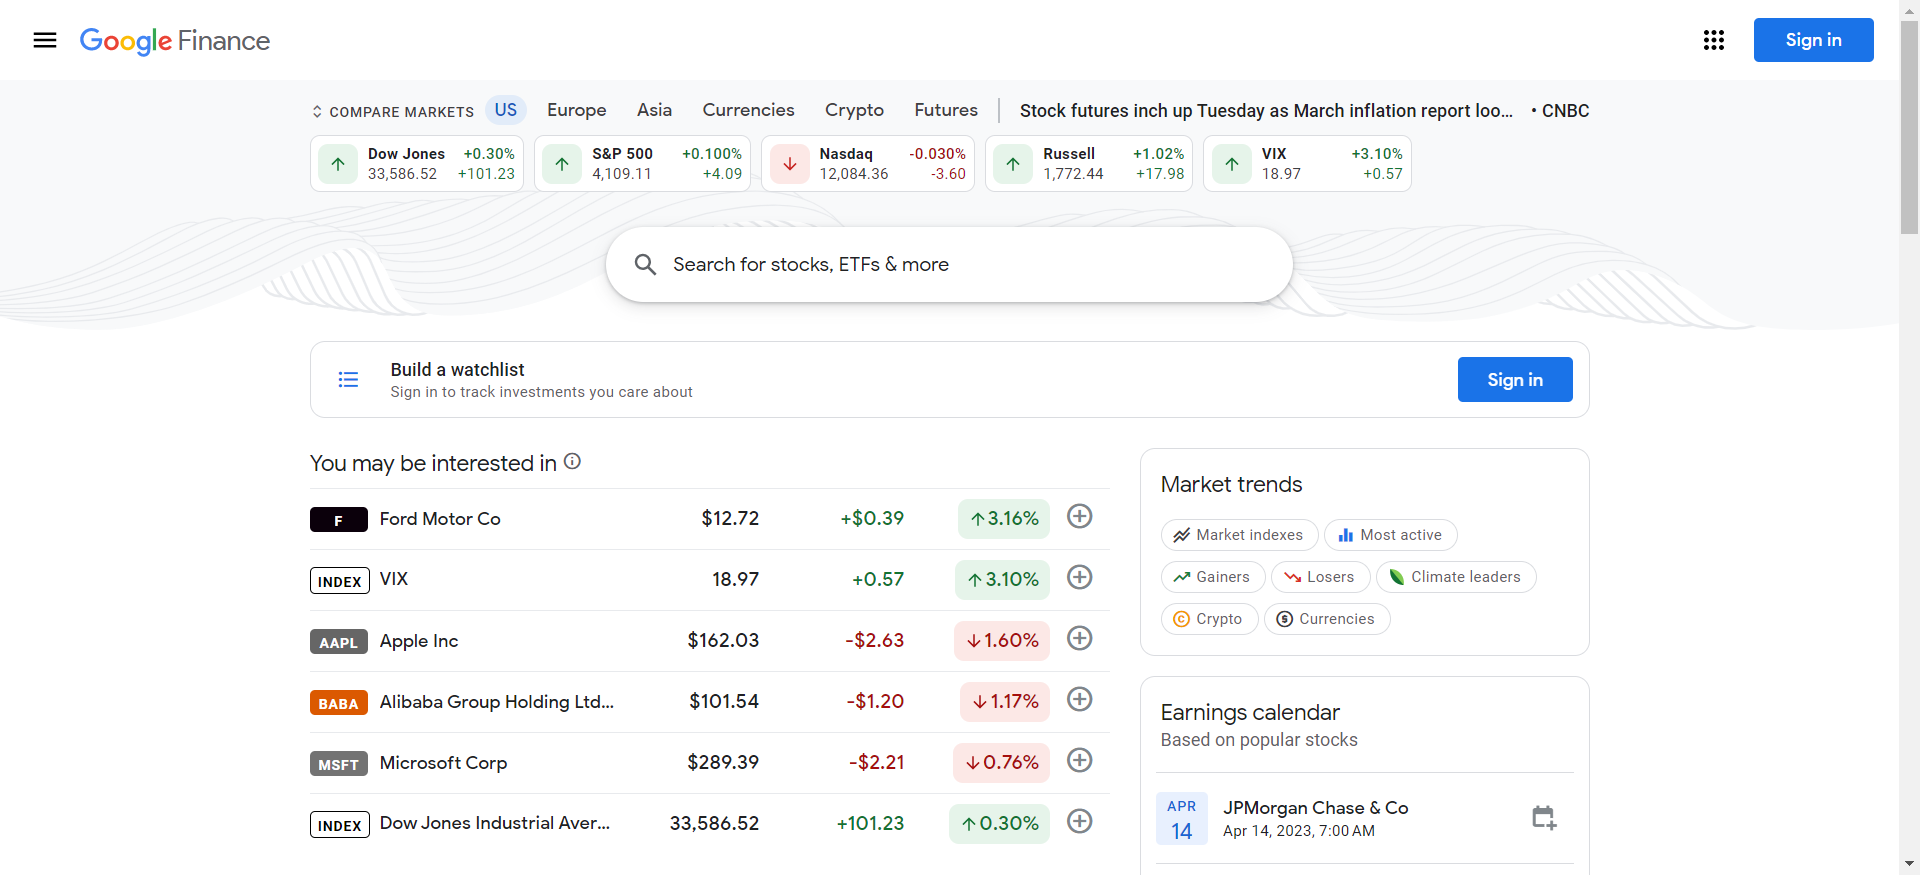 Google Finance
Sign in
COMPARE MARKETS US Europe Asia Currencies Crypto Futures Stock futures inch up Tuesday as March inflation report loo... • CNBC
Dow Jones +0.30% S&P 500 +0.100% Nasdaq -0.030% Russell +1.02% VIX +3.10%
33,586.52 +101.23 4,109.11 +4.09 12,084.36 -3.60 1,772.44 +17.98 18.97 +0.57
Search for stocks, ETFs & more
Build a watchlist
Sign in to track investments you care about
Sign in
You may be interested in
F Ford Motor Co $12.72 +$0.39 3.16%
INDEX VIX 18.97 +0.57 3.10%
AAPL Apple Inc $162.03 -$2.63 1.60%
BABA Alibaba Group Holding Ltd... $101.54 -$1.20 1.17%
MSFT Microsoft Corp $289.39 -$2.21 0.76%
INDEX Dow Jones Industrial Aver... 33,586.52 +101.23 0.30%
Market trends
Market indexes Most active
Gainers Losers Climate leaders
Crypto Currencies
Earnings calendar
Based on popular stocks
APR JPMorgan Chase & Co
14 Apr 14, 2023, 7:00 AM